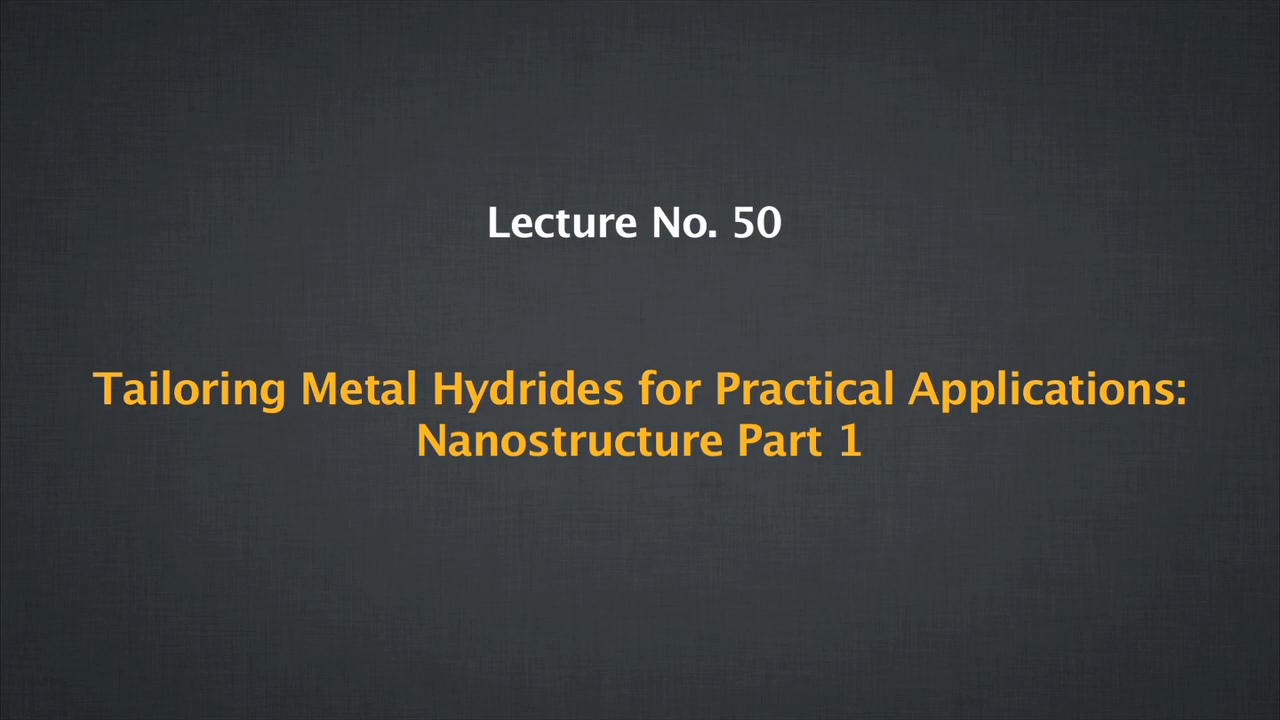 Lecture No. 50
Tailoring Metal Hydrides for Practical Applications:
Nanostructure Part 1